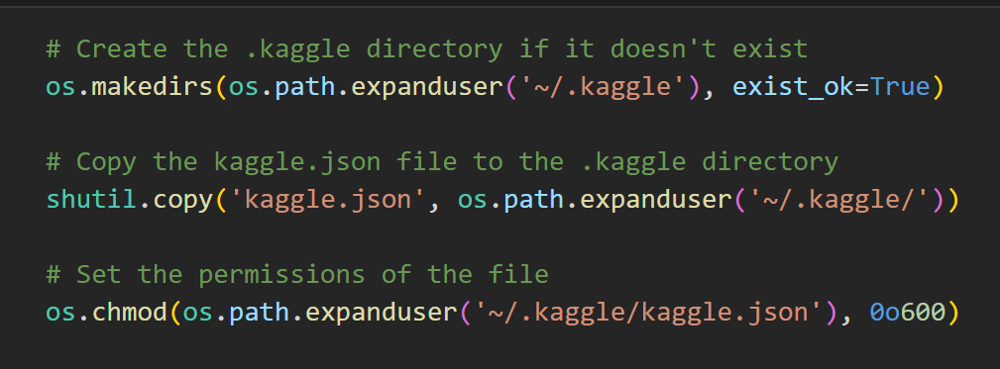 # Create the .kaggle directory if it doesn't exist
os.makedirs(os.path.expanduser('~/.kaggle'), exist_ok=True)
# Copy the kaggle.json file to the .kaggle directory
shutil.copy('kaggle.json', os.path.expanduser('~/.kaggle/'))
# Set the permissions of the file
os.chmod(os.path.expanduser('~/.kaggle/kaggle.json'), 0o600)